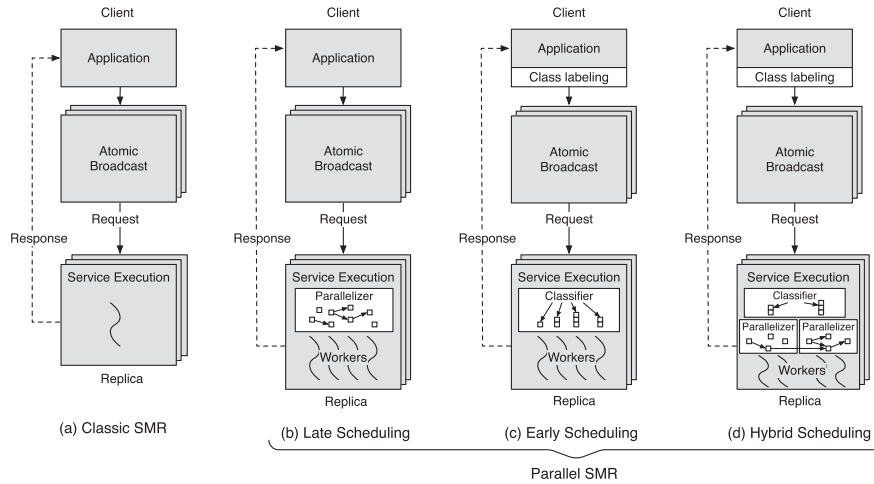 Client
Application
Atomic
Broadcast
Request
Response
Service Execution
Replica
(a) Classic SMR
Client
Application
Atomic
Broadcast
Request
Response
Service Execution
Parallelizer
Workers
Replica
(b) Late Scheduling
Client
Application
Class labeling
Atomic
Broadcast
Request
Response
Service Execution
Classifier
Workers
Replica
(c) Early Scheduling
Client
Application
Class labeling
Atomic
Broadcast
Request
Response
Service Execution
Classifier
Parallelizer
Parallelizer
Workers
Replica
(d) Hybrid Scheduling
Parallel SMR